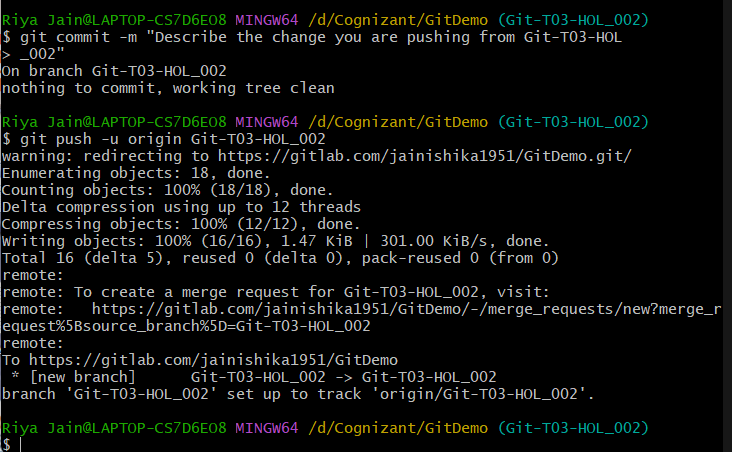 Riya Jain@LAPTOP-CS7D6EO8 MINGW64 /d/Cognizant/GitDemo (Git-T03-HOL_002)
$ git commit -m "Describe the change you are pushing from Git-T03-HOL
> _002"
On branch Git-T03-HOL_002
nothing to commit, working tree clean
Riya Jain@LAPTOP-CS7D6EO8 MINGW64 /d/Cognizant/GitDemo (Git-T03-HOL_002)
$ git push -u origin Git-T03-HOL_002
warning: redirecting to https://gitlab.com/jainishika1951/GitDemo.git/
Enumerating objects: 18, done.
Counting objects: 100% (18/18), done.
Delta compression using up to 12 threads
Compressing objects: 100% (12/12), done.
Writing objects: 100% (16/16), 1.47 KiB | 301.00 KiB/s, done.
Total 16 (delta 5), reused 0 (delta 0), pack-reused 0 (from 0)
remote:
remote: To create a merge request for Git-T03-HOL_002, visit:
remote:   https://gitlab.com/jainishika1951/GitDemo/-/merge_requests/new?merge_r
equest%5Bsource_branch%5D=Git-T03-HOL_002
remote:
To https://gitlab.com/jainishika1951/GitDemo
 * [new branch]      Git-T03-HOL_002 -> Git-T03-HOL_002
branch 'Git-T03-HOL_002' set up to track 'origin/Git-T03-HOL_002'.
Riya Jain@LAPTOP-CS7D6EO8 MINGW64 /d/Cognizant/GitDemo (Git-T03-HOL_002)
$